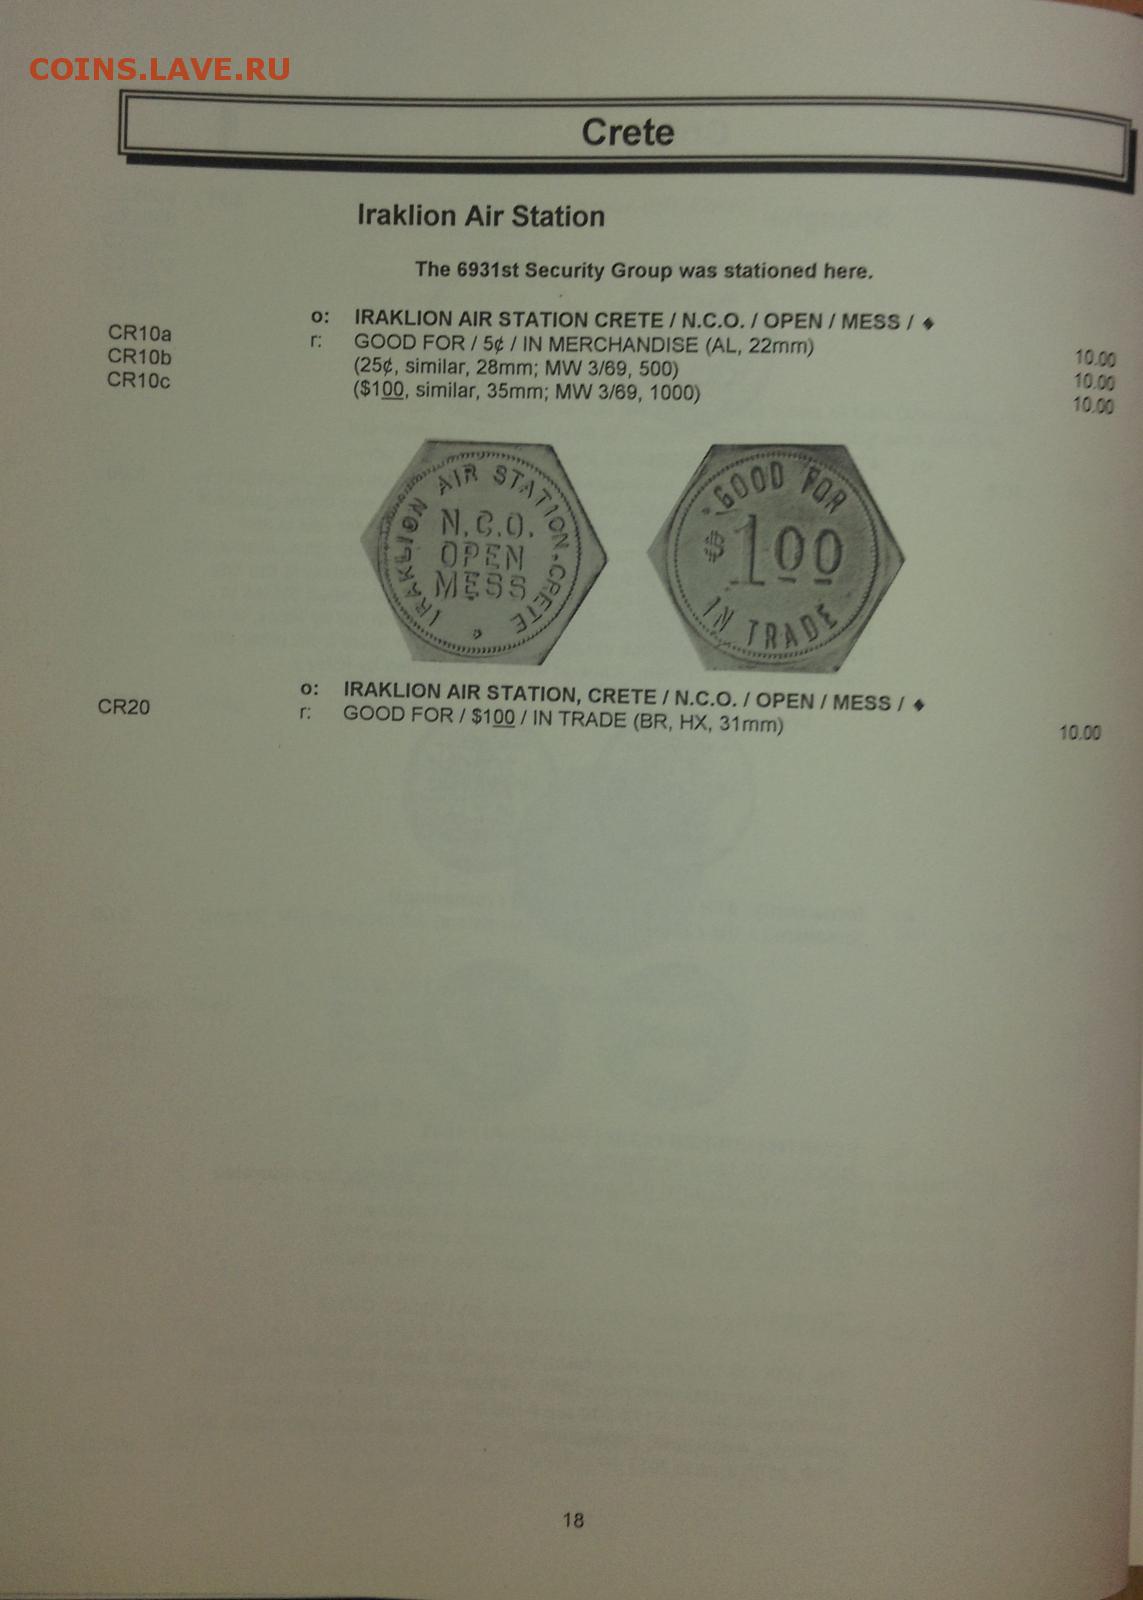 COINS.LAVE.RU
Crete
Iraklion Air Station
The 6931st Security Group was stationed here.
o: IRAKLION AIR STATION CRETE / N.C.O. / OPEN / MESS / ◆
CR10a r: GOOD FOR / 5¢ / IN MERCHANDISE (AL, 22mm) 10.00
CR10b (25¢, similar, 28mm; MW 3/69, 500) 10.00
CR10c ($100, similar, 35mm; MW 3/69, 1000) 10.00
IRAKLION AIR STATION, CRETE
N.C.O.
OPEN
MESS
GOOD FOR
$100
IN TRADE
o: IRAKLION AIR STATION, CRETE / N.C.O. / OPEN / MESS / ◆
CR20 r: GOOD FOR / $100 / IN TRADE (BR, HX, 31mm) 10.00
18